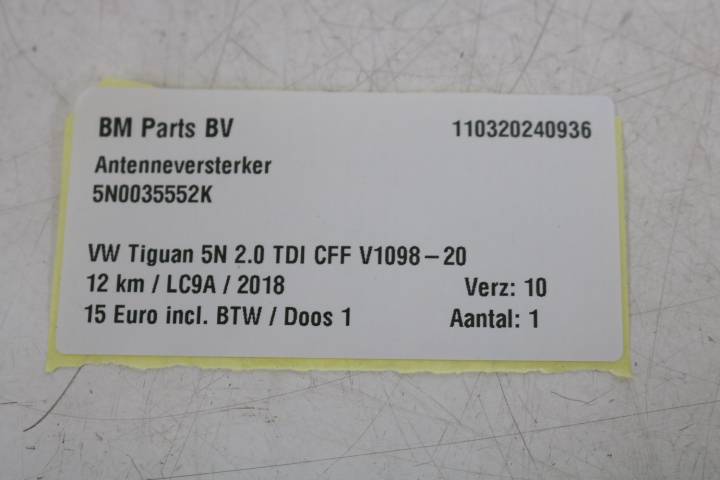 BM Parts BV 110320240936
Antenneversterker
5N0035552K
VW Tiguan 5N 2.0 TDI CFF V1098-20
12 km / LC9A / 2018 Verz: 10
15 Euro incl. BTW / Doos 1 Aantal: 1